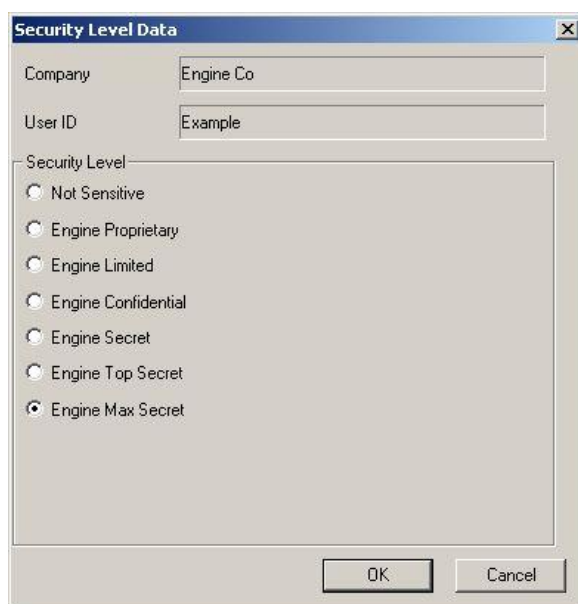 Security Level Data
Company Engine Co
User ID Example
Security Level
Not Sensitive
Engine Proprietary
Engine Limited
Engine Confidential
Engine Secret
Engine Top Secret
Engine Max Secret
OK Cancel